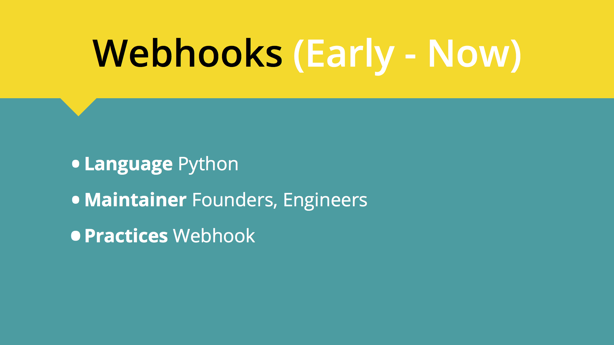 Webhooks (Early - Now)
• Language Python
• Maintainer Founders, Engineers
• Practices Webhook